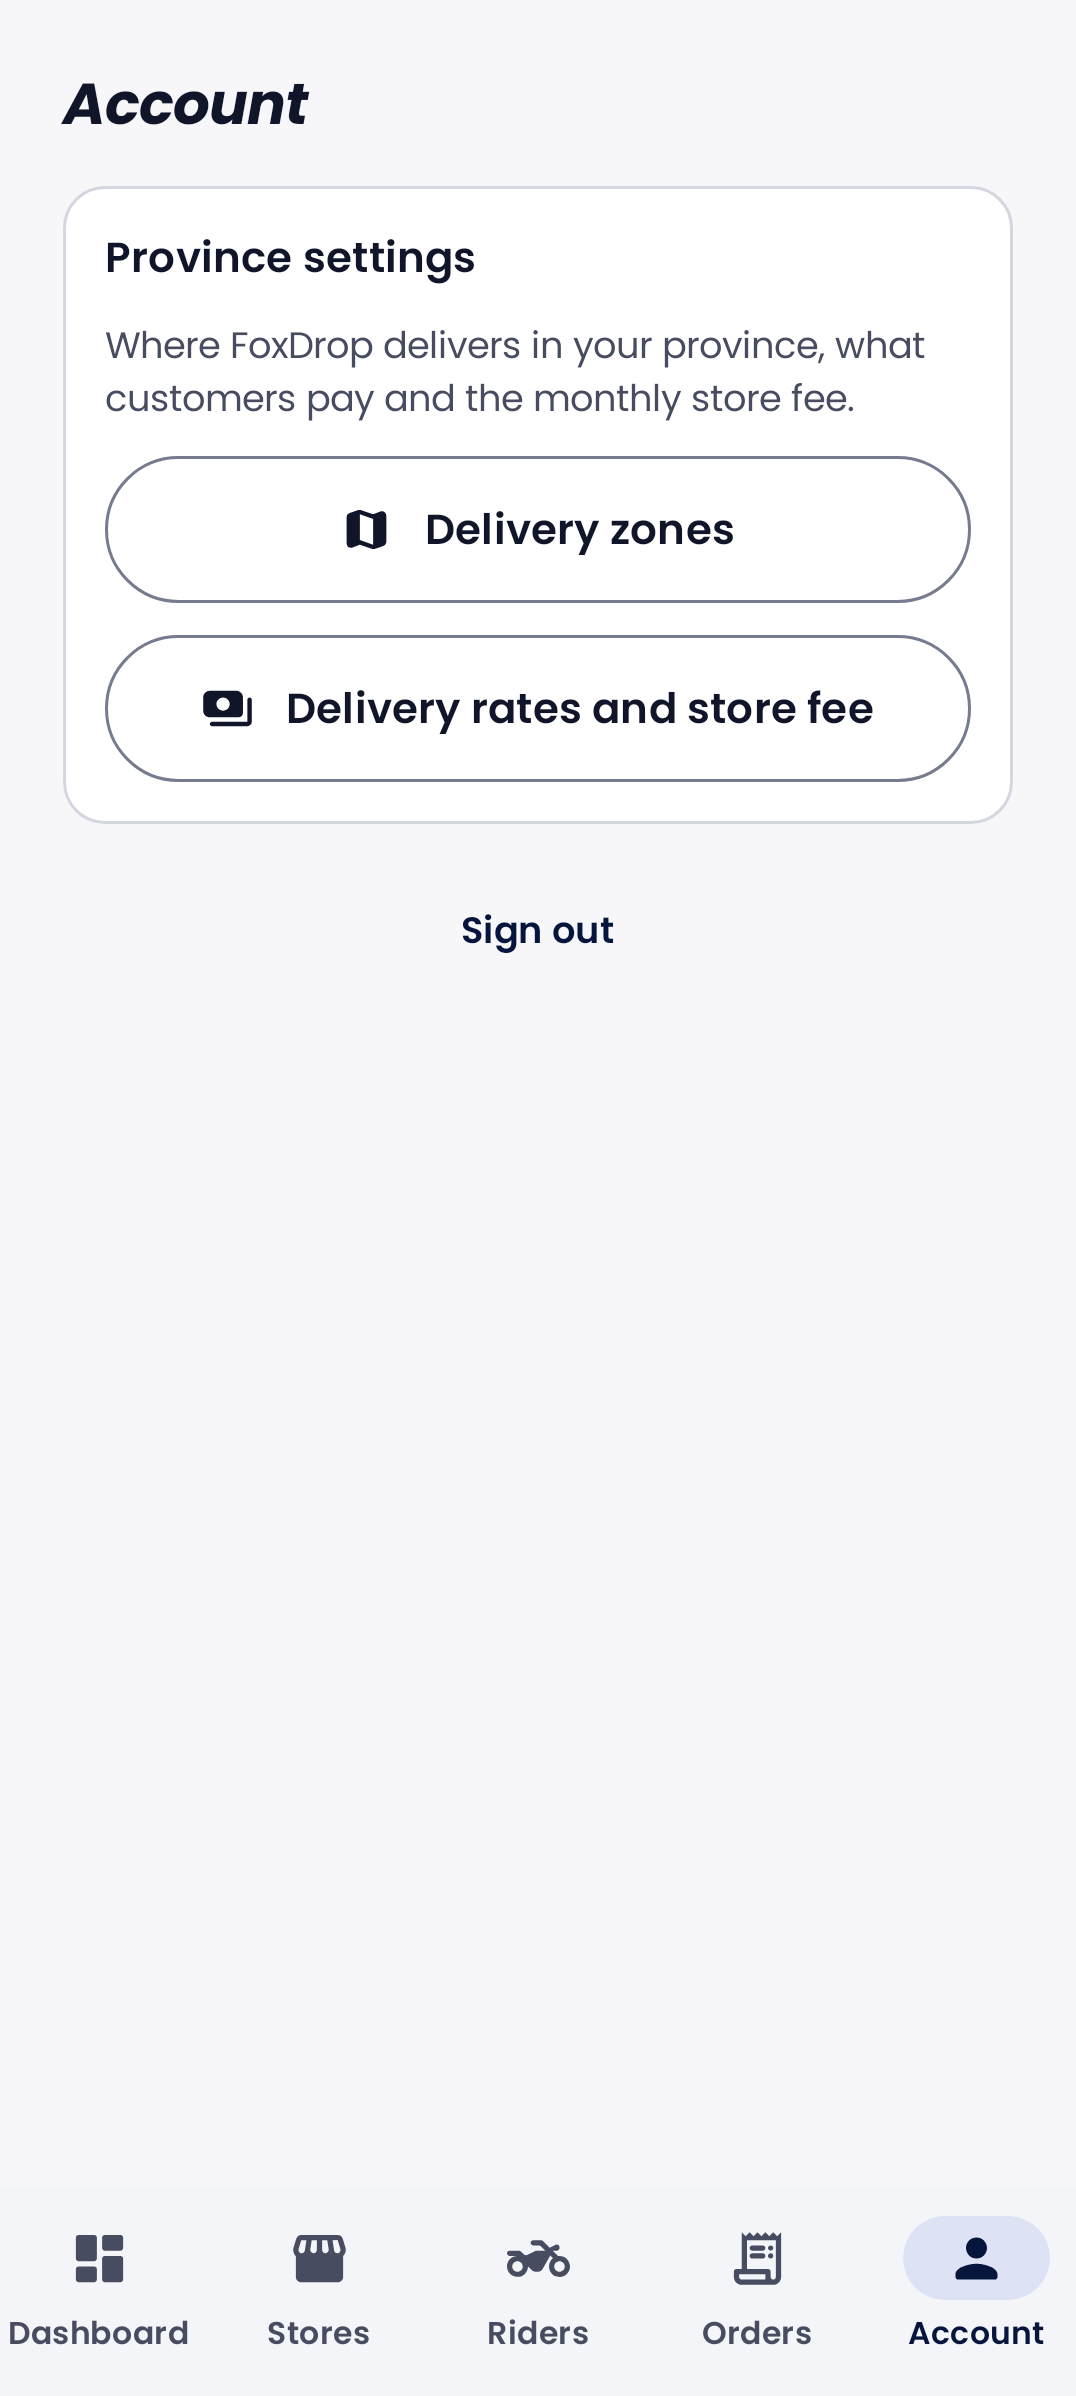 Account
Province settings
Where FoxDrop delivers in your province, what
customers pay and the monthly store fee.
Delivery zones
Delivery rates and store fee
Sign out
Dashboard
Stores
Riders
Orders
Account